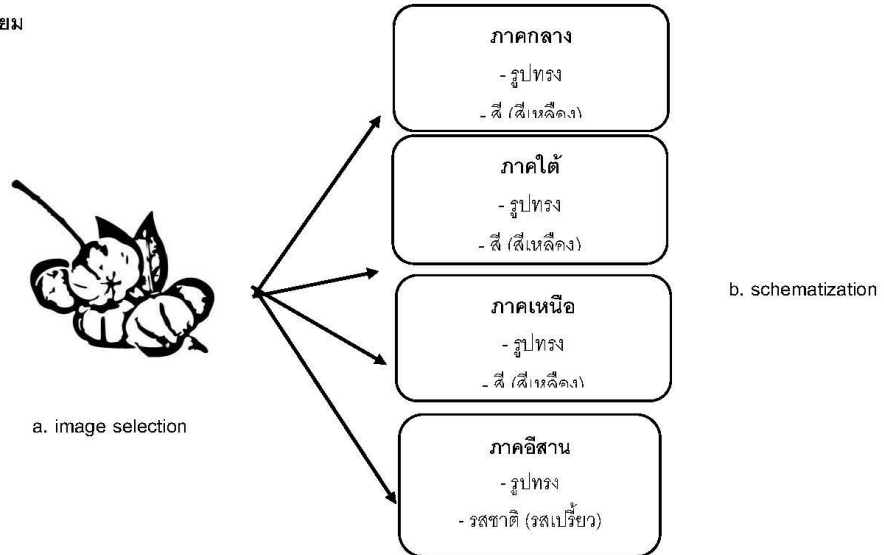 ยม
ภาคกลาง
- รูปทรง
- สี (สีเหลือง)
ภาคใต้
- รูปทรง
- สี (สีเหลือง)
ภาคเหนือ
- รูปทรง
- สี (สีเหลือง)
ภาคอีสาน
- รูปทรง
- รสชาติ (รสเปรี้ยว)
a. image selection
b. schematization